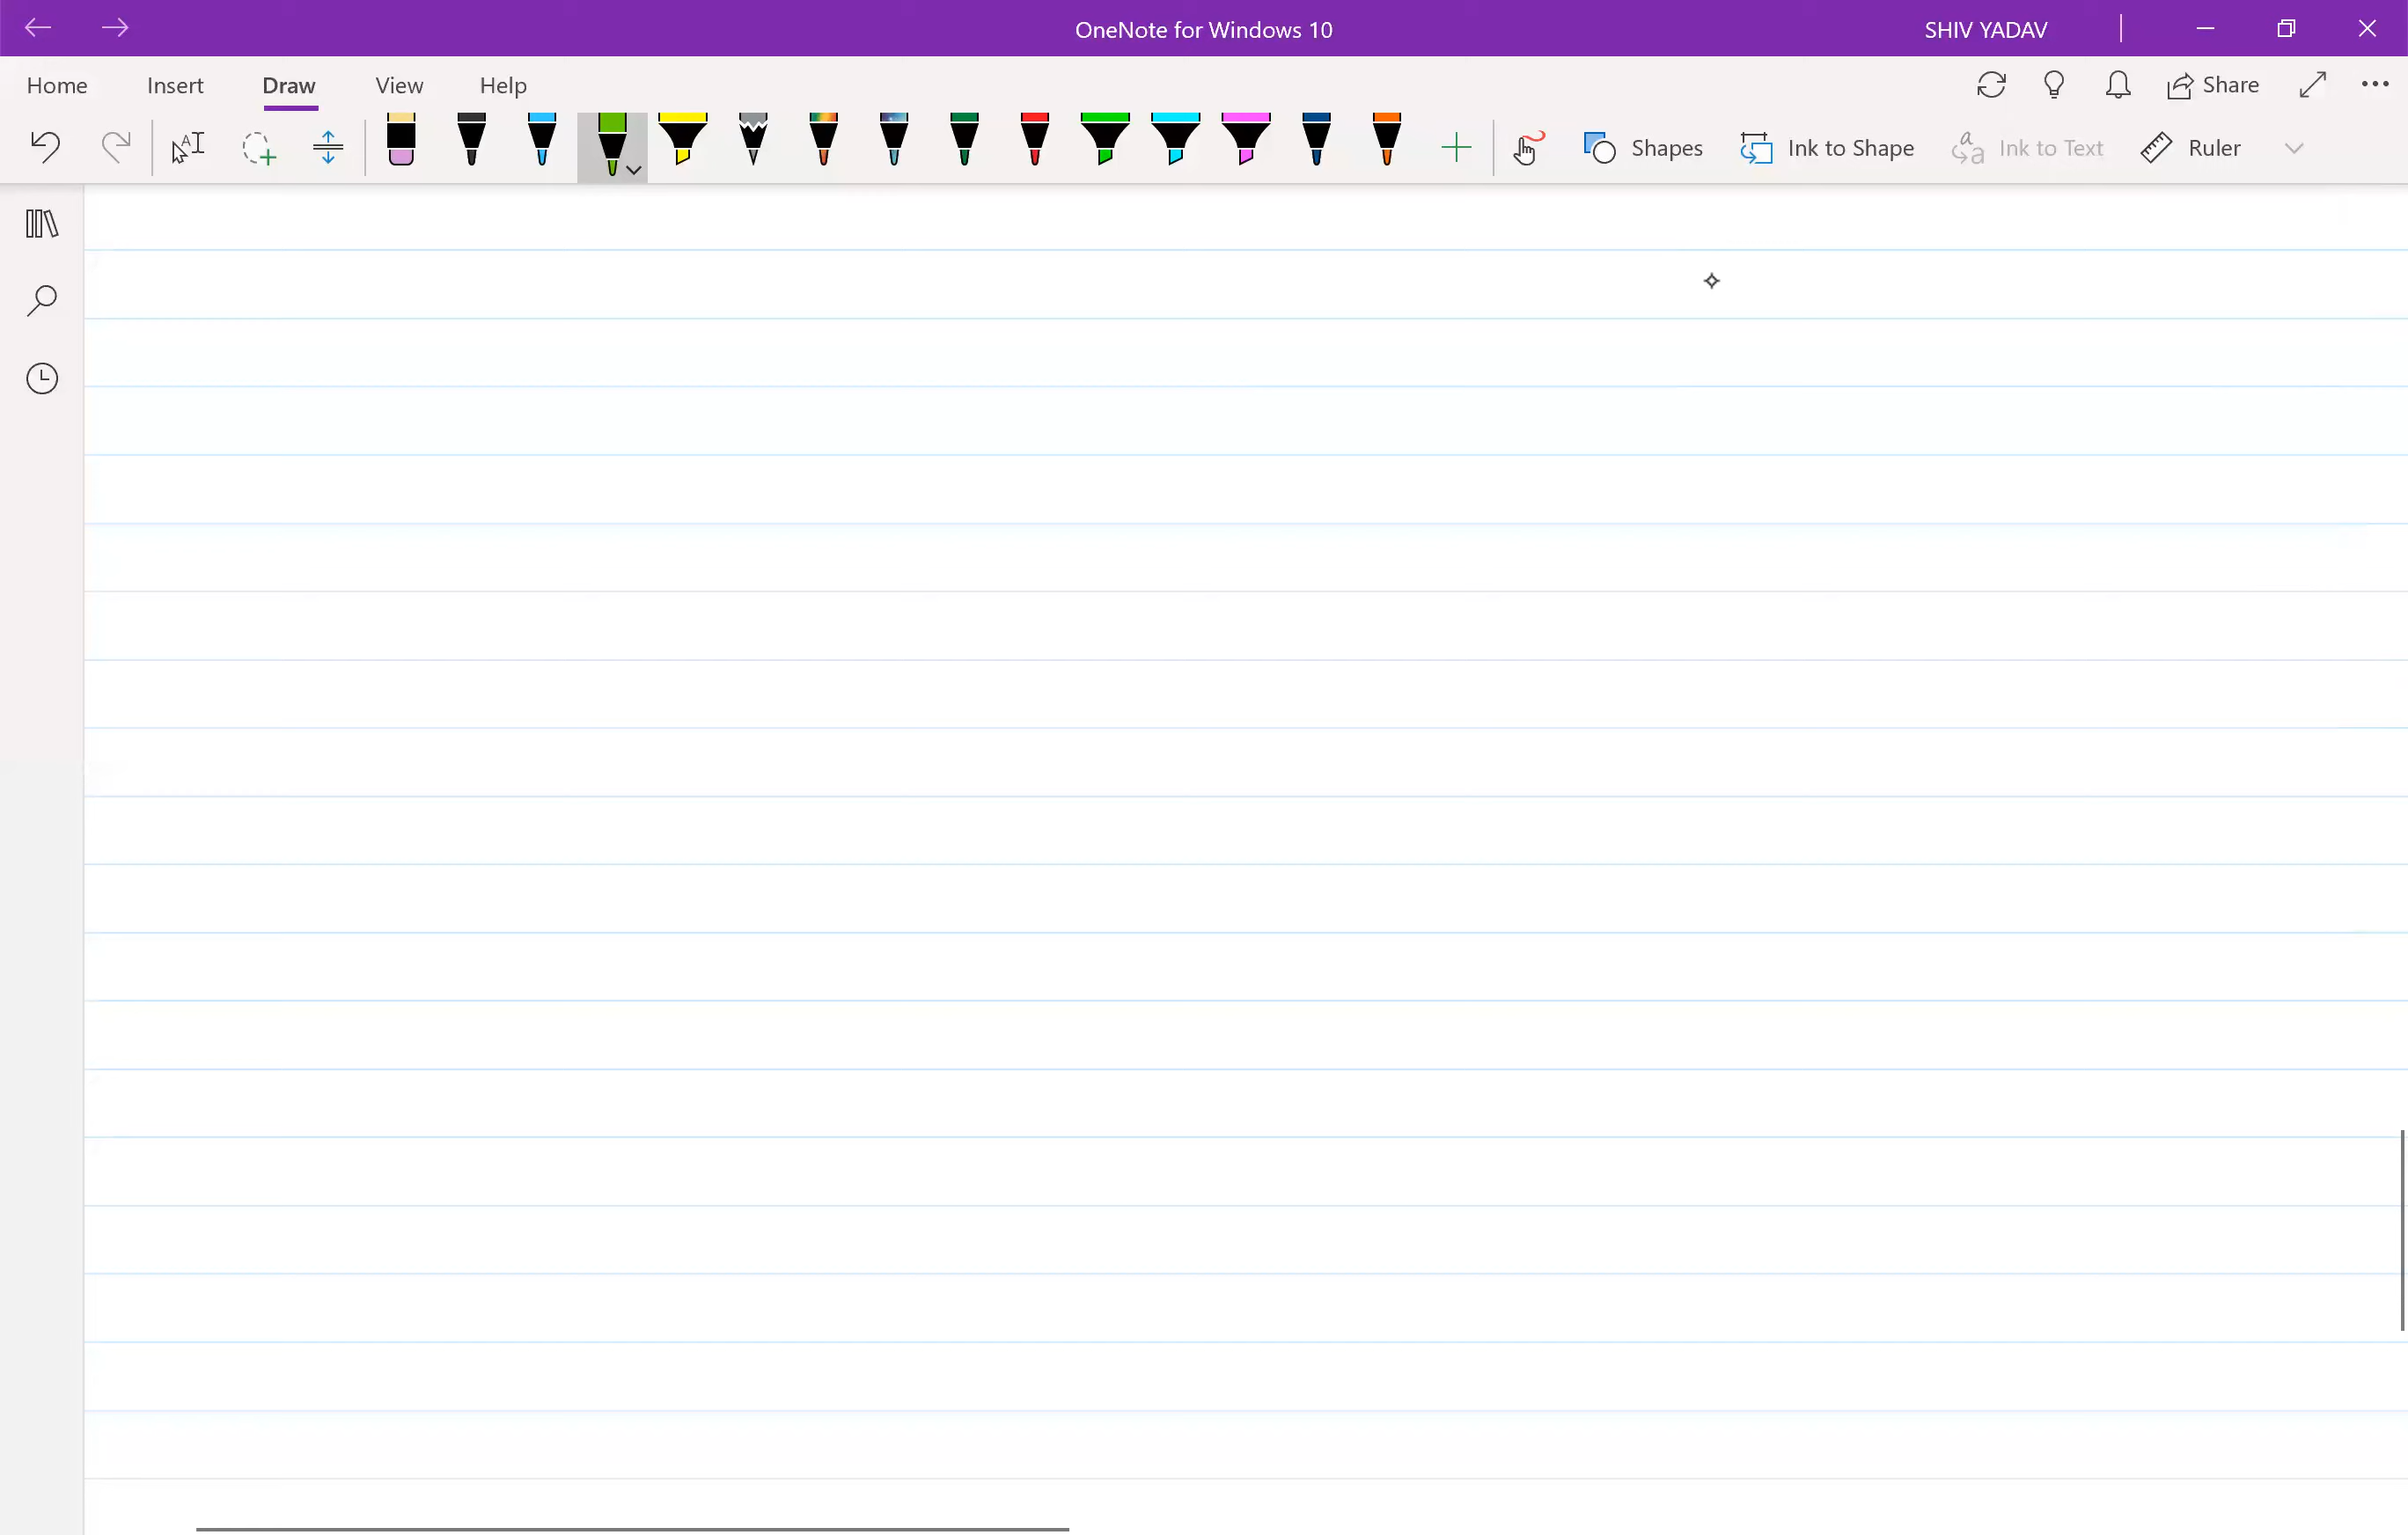 OneNote for Windows 10
SHIV YADAV
Home Insert Draw View Help
Share
Shapes Ink to Shape Ink to Text Ruler